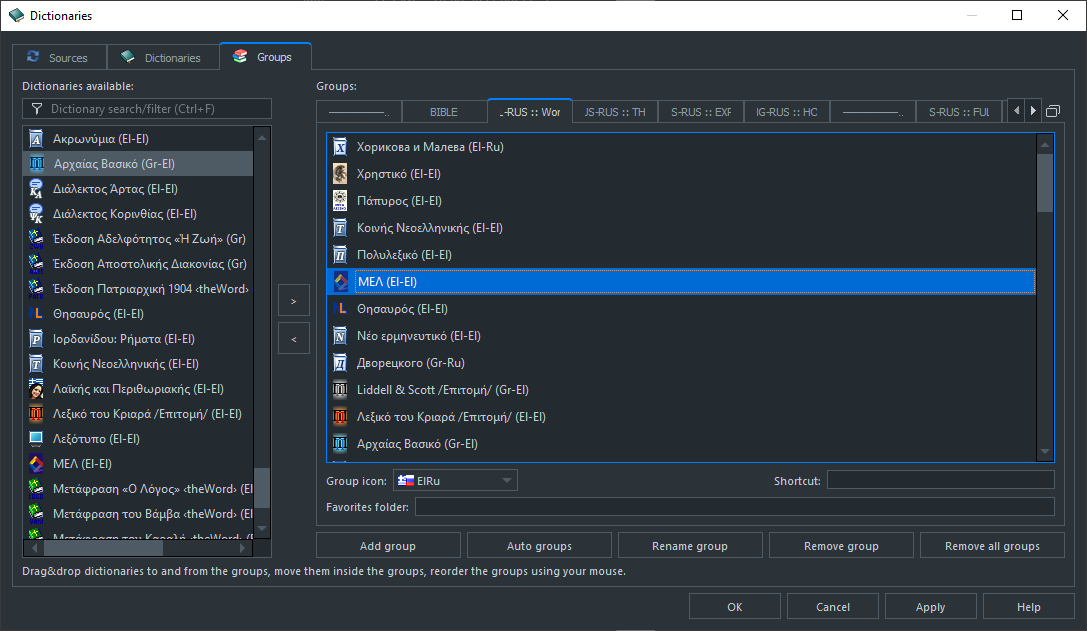 Dictionaries
Sources
Dictionaries
Groups
Dictionaries available:
Dictionary search/filter (Ctrl+F)
Ακρωνύμια (El-El)
Αρχαίας Βασικό (Gr-El)
Διάλεκτος Άρτας (El-El)
Διάλεκτος Κορινθίας (El-El)
Έκδοση Αδελφότητος «Ἡ Ζωή» (Gr)
Έκδοση Αποστολικής Διακονίας (Gr)
Έκδοση Πατριαρχική 1904 ‹theWord›
Θησαυρός (El-El)
Ιορδανίδου: Ρήματα (El-El)
Κοινής Νεοελληνικής (El-El)
Λαϊκής και Περιθωριακής (El-El)
Λεξικό του Κριαρά /Επιτομή/ (El-El)
Λεξότυπο (El-El)
ΜΕΛ (El-El)
Μετάφραση «Ο Λόγος» ‹theWord› (El
Μετάφραση του Βάμβα ‹theWord› (El
Μετάφραση του Καραλή ‹theWord› (El
>
<
Groups:
BIBLE
.-RUS :: Wor
JS-RUS :: TH
S-RUS :: EXP
IG-RUS :: HC
S-RUS :: FUL
Хорикова и Малева (El-Ru)
Χρηστικό (El-El)
Πάπυρος (El-El)
Κοινής Νεοελληνικής (El-El)
Πολυλεξικό (El-El)
ΜΕΛ (El-El)
Θησαυρός (El-El)
Νέο ερμηνευτικό (El-El)
Дворецкого (Gr-Ru)
Liddell & Scott /Επιτομή/ (Gr-El)
Λεξικό του Κριαρά /Επιτομή/ (El-El)
Αρχαίας Βασικό (Gr-El)
Group icon: ElRu Shortcut:
Favorites folder:
Add group
Auto groups
Rename group
Remove group
Remove all groups
Drag&drop dictionaries to and from the groups, move them inside the groups, reorder the groups using your mouse.
OK
Cancel
Apply
Help